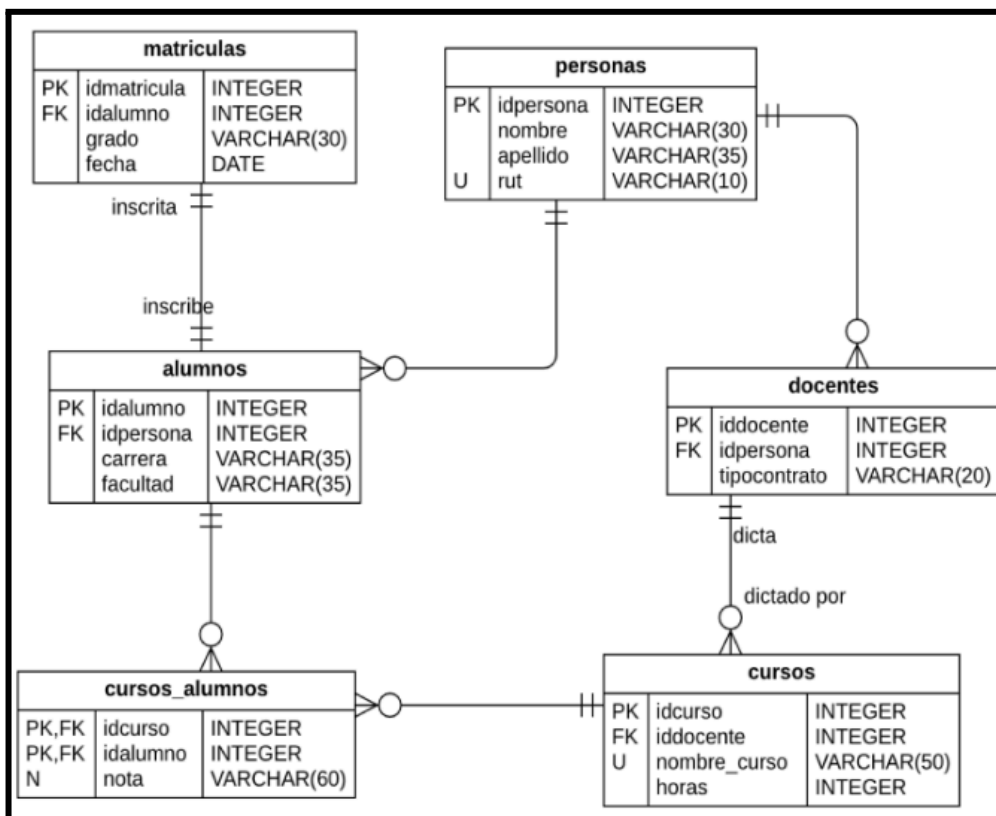 matriculas
PK idmatricula INTEGER
FK idalumno INTEGER
grado VARCHAR(30)
fecha DATE
personas
PK idpersona INTEGER
nombre VARCHAR(30)
apellido VARCHAR(35)
U rut VARCHAR(10)
inscrita
inscribe
alumnos
PK idalumno INTEGER
FK idpersona INTEGER
carrera VARCHAR(35)
facultad VARCHAR(35)
docentes
PK iddocente INTEGER
FK idpersona INTEGER
tipocontrato VARCHAR(20)
dicta
dictado por
cursos_alumnos
PK,FK idcurso INTEGER
PK,FK idalumno INTEGER
N nota VARCHAR(60)
cursos
PK idcurso INTEGER
FK iddocente INTEGER
U nombre_curso VARCHAR(50)
horas INTEGER